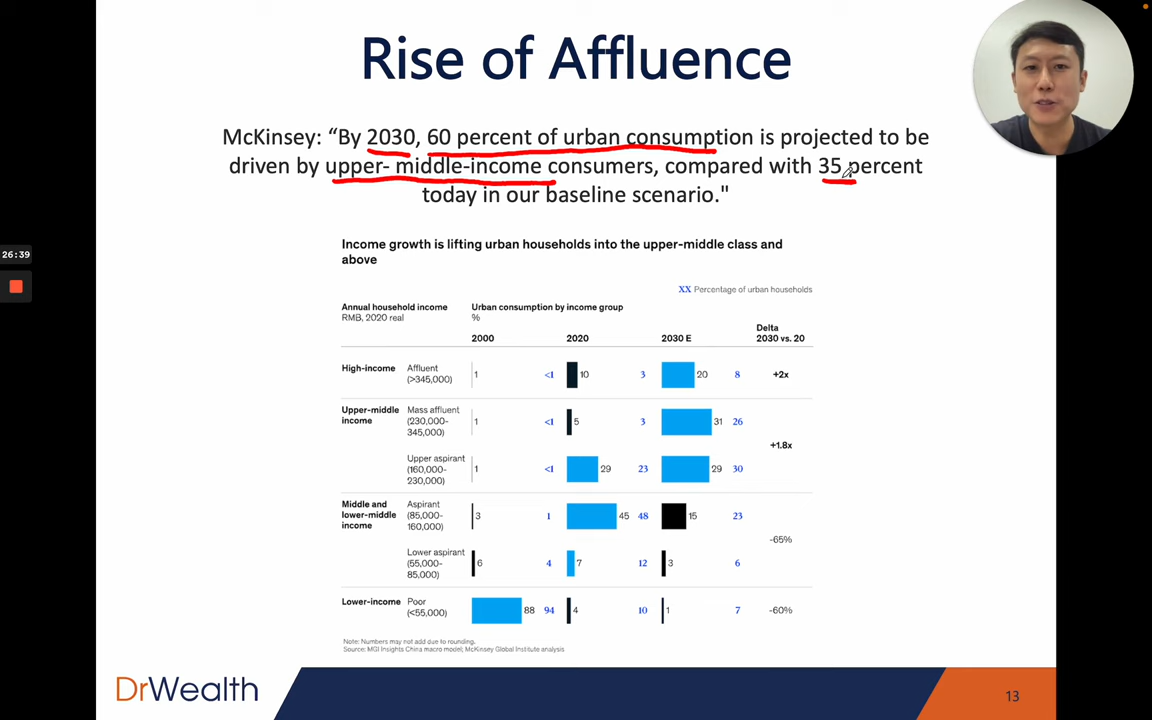 Rise of Affluence
McKinsey: “By 2030, 60 percent of urban consumption is projected to be
driven by upper- middle-income consumers, compared with 35 percent
today in our baseline scenario."
26:39
Income growth is lifting urban households into the upper-middle class and
above
XX Percentage of urban households
Annual household income
RMB, 2020 real
Urban consumption by income group
%
2000 2020 2030 E
Delta
2030 vs. 20
High-income
Affluent
(>345,000)
1 <1 10 3 20 8 +2x
Upper-middle
income
Mass affluent
(230,000-
345,000)
1 <1 5 3 31 26
+1.8x
Upper aspirant
(160,000-
230,000)
1 <1 29 23 29 30
Middle and
lower-middle
income
Aspirant
(85,000-
160,000)
3 1 45 48 15 23
-65%
Lower aspirant
(55,000-
85,000)
6 4 7 12 3 6
Lower-income
Poor
(<55,000)
88 94 4 10 1 7 -60%
Note: Numbers may not add due to rounding.
Source: MGI Insights China macro model; McKinsey Global Institute analysis
DrWealth
13